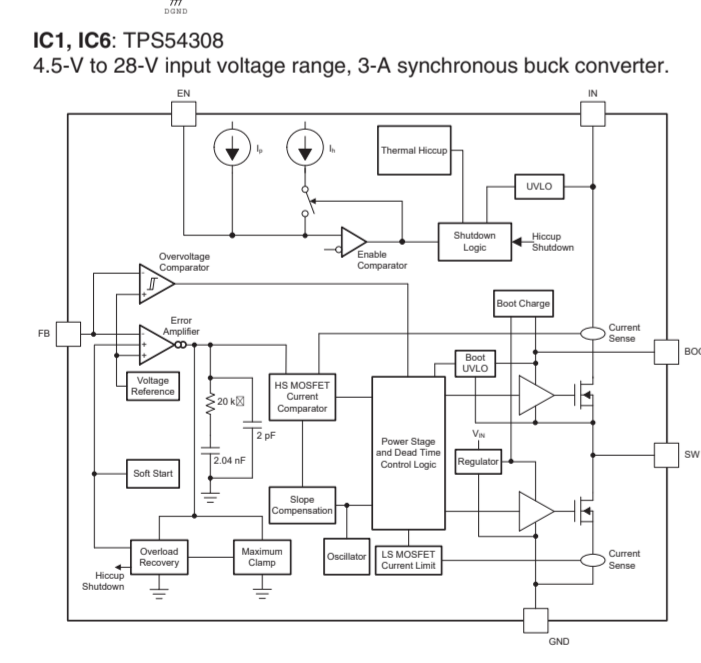 DGND
IC1, IC6: TPS54308
4.5-V to 28-V input voltage range, 3-A synchronous buck converter.
EN
IN
Ip
Ih
Thermal Hiccup
UVLO
Shutdown
Logic
Hiccup
Shutdown
Enable
Comparator
Overvoltage
Comparator
Boot Charge
FB
Error
Amplifier
Current
Sense
BOO
Boot
UVLO
Voltage
Reference
HS MOSFET
Current
Comparator
20 k☒
2 pF
2.04 nF
Power Stage
and Dead Time
Control Logic
VIN
Regulator
SW
Soft Start
Slope
Compensation
Overload
Recovery
Maximum
Clamp
Oscillator
LS MOSFET
Current Limit
Current
Sense
Hiccup
Shutdown
GND